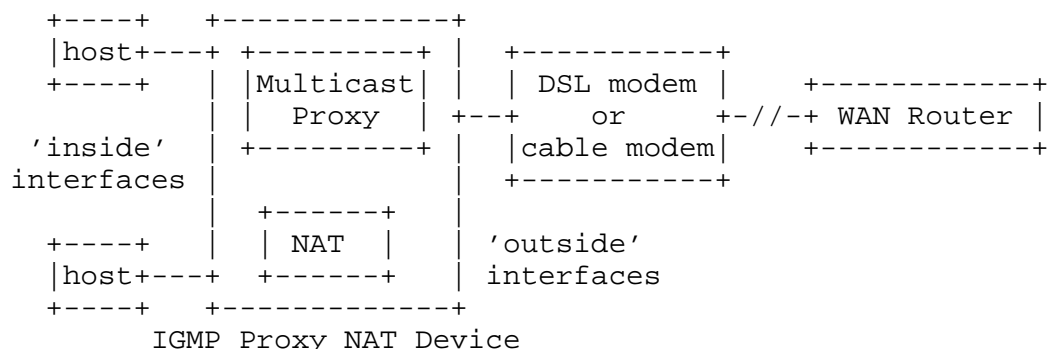 +----+ +-------------+
|host+---+ +---------+ | +-----------+
+----+ | |Multicast| | | DSL modem | +------------+
| | Proxy | +--+ or +-//-+ WAN Router |
'inside' | +---------+ | |cable modem| +------------+
interfaces | | +-----------+
| +------+ |
+----+ | | NAT | | 'outside'
|host+---+ +------+ | interfaces
+----+ +-------------+
IGMP Proxy NAT Device